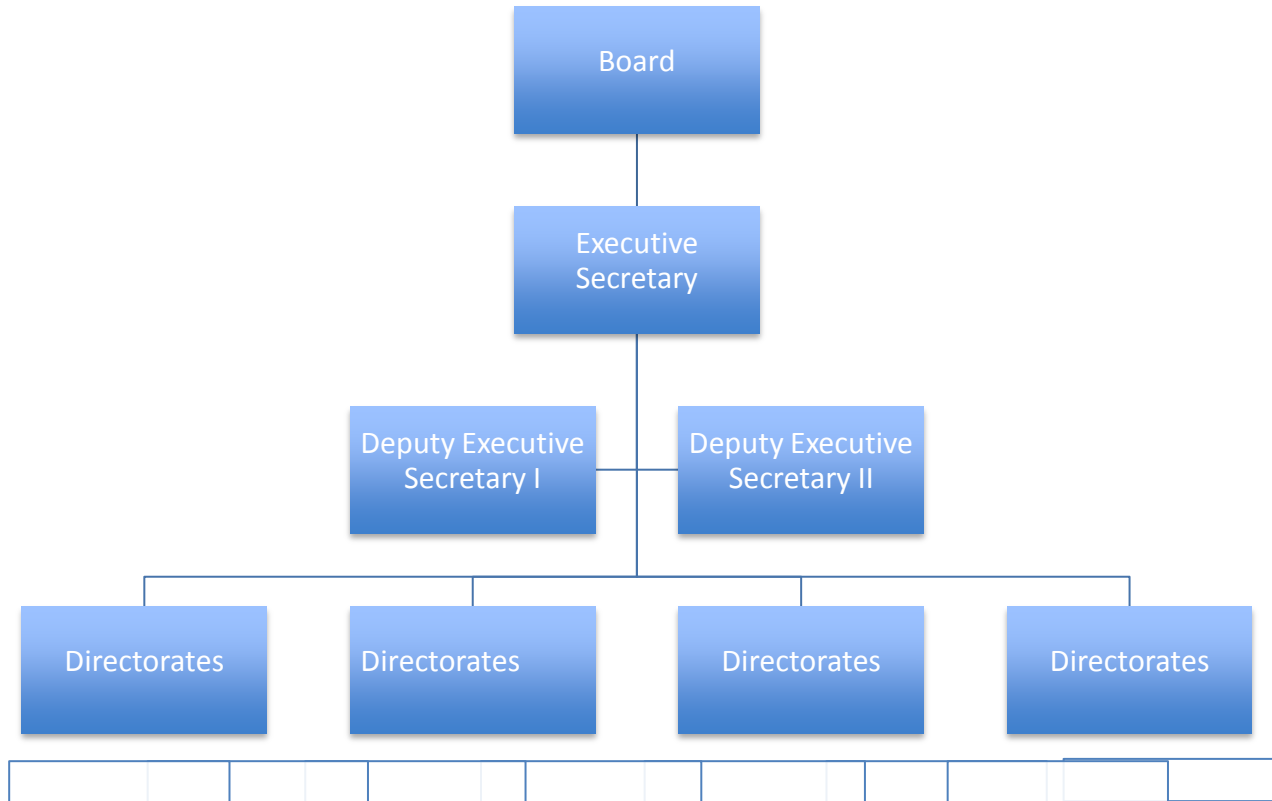 Board
Executive
Secretary
Deputy Executive
Secretary I
Deputy Executive
Secretary II
Directorates
Directorates
Directorates
Directorates